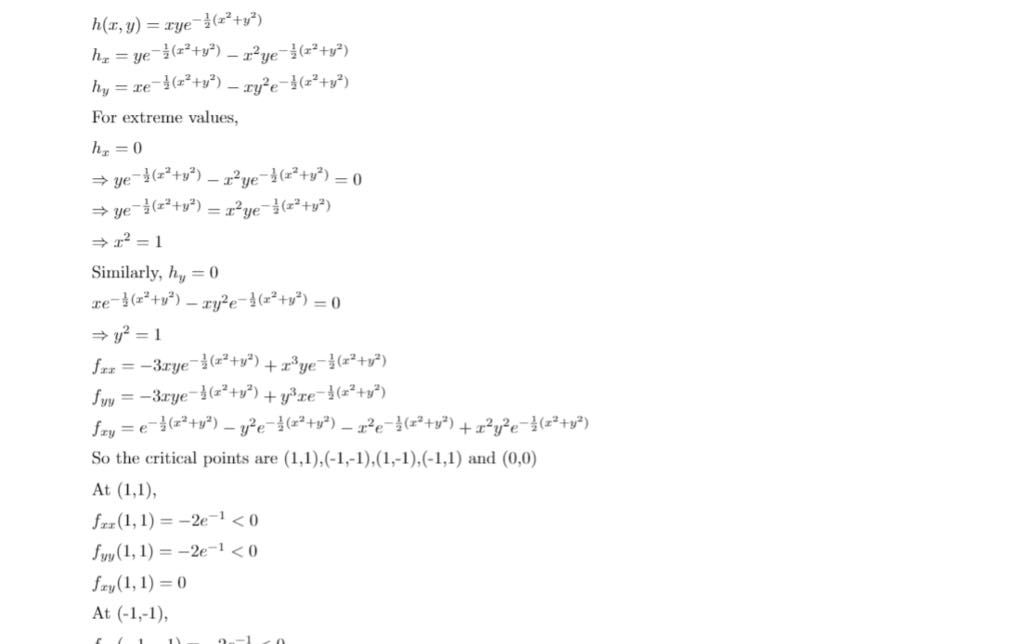 h(x, y) = xye^{-\frac{1}{2}(x^2+y^2)}
h_x = ye^{-\frac{1}{2}(x^2+y^2)} − x^2ye^{-\frac{1}{2}(x^2+y^2)}
h_y = xe^{-\frac{1}{2}(x^2+y^2)} − xy^2e^{-\frac{1}{2}(x^2+y^2)}
For extreme values,
h_x = 0
⇒ ye^{-\frac{1}{2}(x^2+y^2)} − x^2ye^{-\frac{1}{2}(x^2+y^2)} = 0
⇒ ye^{-\frac{1}{2}(x^2+y^2)} = x^2ye^{-\frac{1}{2}(x^2+y^2)}
⇒ x^2 = 1
Similarly, h_y = 0
xe^{-\frac{1}{2}(x^2+y^2)} − xy^2e^{-\frac{1}{2}(x^2+y^2)} = 0
⇒ y^2 = 1
f_{xx} = −3xye^{-\frac{1}{2}(x^2+y^2)} + x^3ye^{-\frac{1}{2}(x^2+y^2)}
f_{yy} = −3xye^{-\frac{1}{2}(x^2+y^2)} + y^3xe^{-\frac{1}{2}(x^2+y^2)}
f_{xy} = e^{-\frac{1}{2}(x^2+y^2)} − y^2e^{-\frac{1}{2}(x^2+y^2)} − x^2e^{-\frac{1}{2}(x^2+y^2)} + x^2y^2e^{-\frac{1}{2}(x^2+y^2)}
So the critical points are (1,1),(-1,-1),(1,-1),(-1,1) and (0,0)
At (1,1),
f_{xx}(1, 1) = −2e^{−1} < 0
f_{yy}(1, 1) = −2e^{−1} < 0
f_{xy}(1, 1) = 0
At (-1,-1),